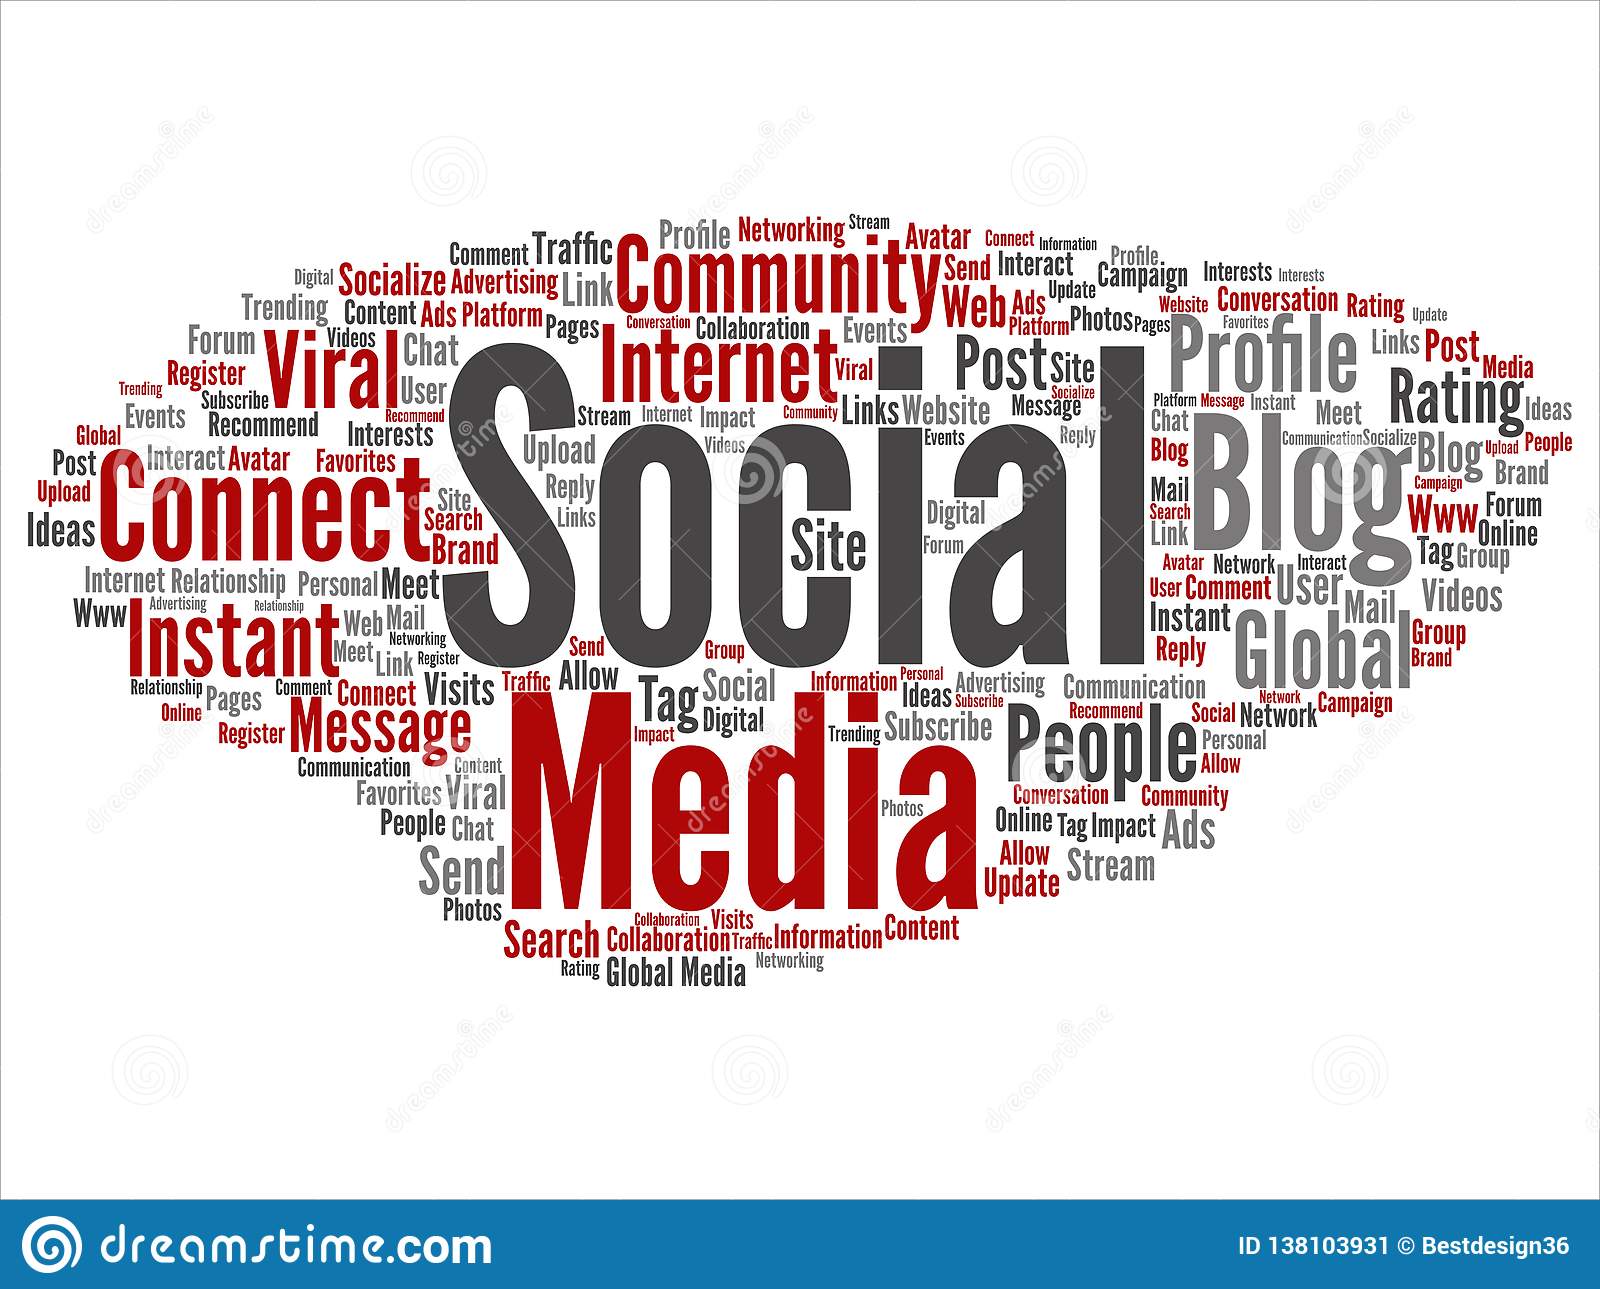 Profile Networking Stream
Comment Traffic Community Avatar Connect Information
Digital Socialize Advertising Link Send Interact Profile Campaign Interests Interests
Trending Content Ads Platform Pages Conversation Collaboration Events Web Ads Update Website Conversation Rating Update
Platform Photos Pages Favorites
Forum Videos Viral Chat Internet Viral Post Site Profile Links Post Media
Trending Register Subscribe User Recommend Stream Internet Impact Community Links Website Message Socialize Platform Message Instant Meet Rating Ideas
Events Recommend Interests Upload Videos Events Reply Chat Blog Communication Socialize Blog Upload People
Global Interact Avatar Favorites Blog Campaign Brand
Post Upload Connect Site Reply Social Mail Www Forum
Ideas Search Brand Links Site Digital Forum Search Link Tag Group Online
Internet Relationship Personal Meet Avatar Network Interact User Videos
Www Advertising Relationship Instant Web Mail Networking User Comment Instant Mail Global Group
Meet Link Register Send Group Reply Brand
Relationship Pages Comment Connect Visits Traffic Allow Tag Social Information Personal Ideas Subscribe Advertising Communication Network Campaign
Online Register Message Impact Digital Trending Subscribe People Recommend Social Network Personal
Communication Content Media Allow
Favorites Viral Photos Conversation Community
People Chat Online Tag Impact Ads
Send Allow Stream
Photos Update
Search Collaboration Collaboration Visits Traffic Information Content
Rating Global Media Networking
dreamstime
dreamstime.com
ID 138103931 © Bestdesign36